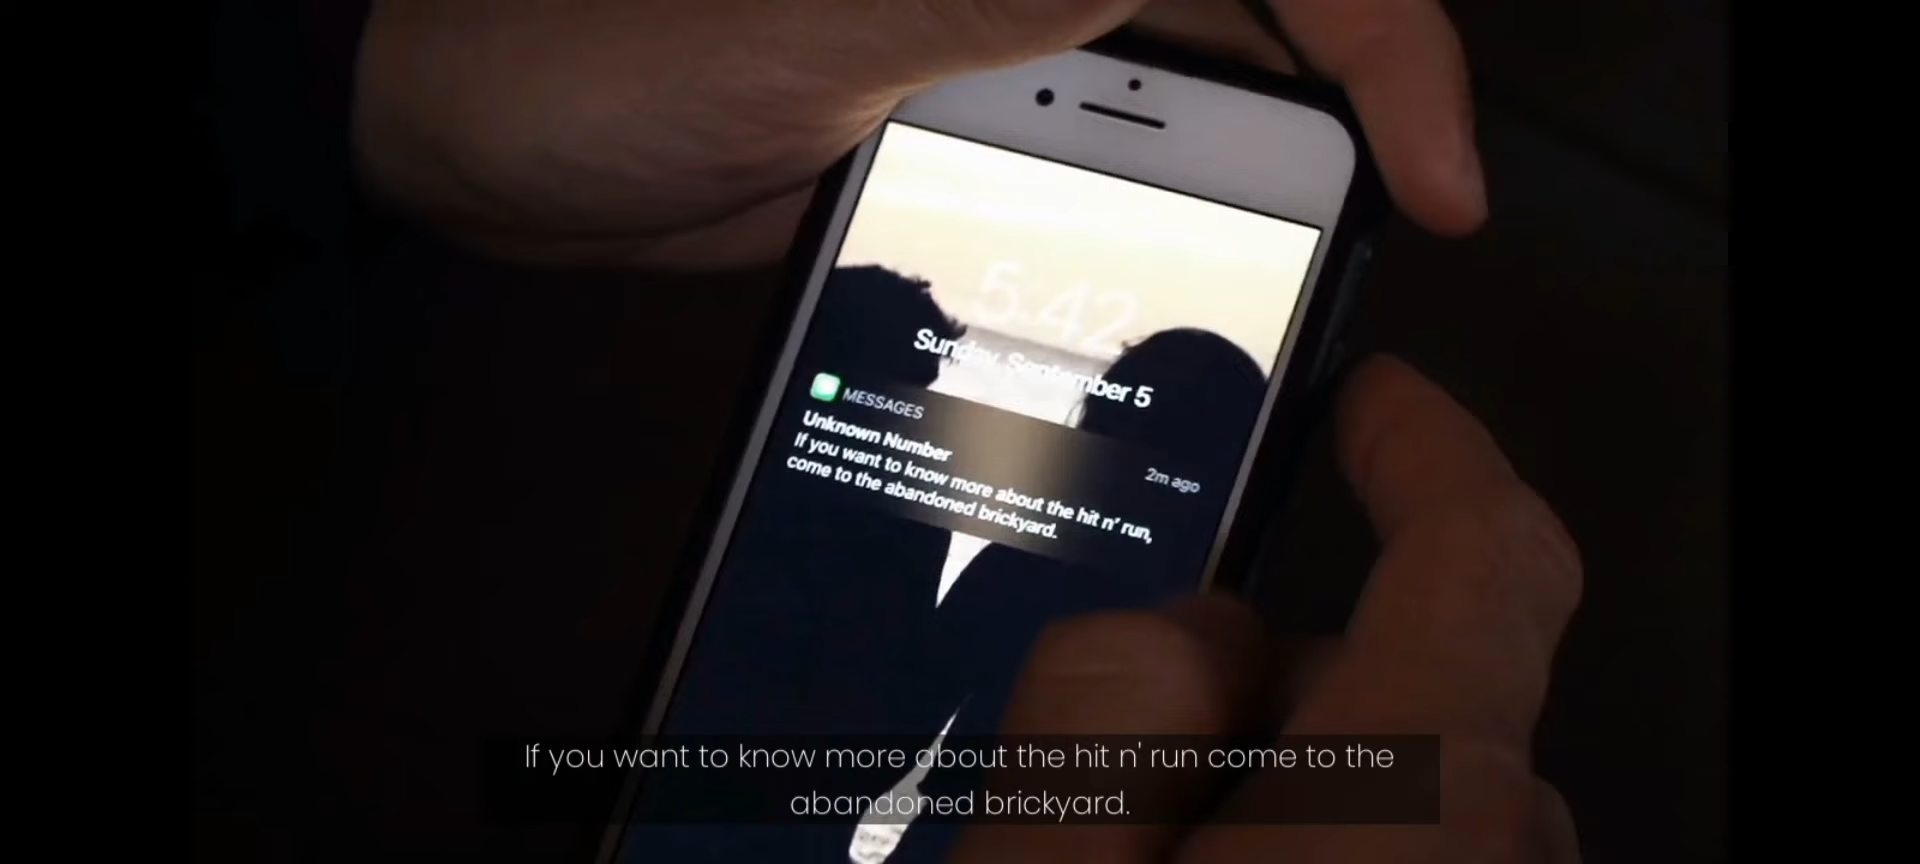 5:42
Sunday, September 5
MESSAGES
Unknown Number
2m ago
If you want to know more about the hit n' run,
come to the abandoned brickyard.
If you want to know more about the hit n' run come to the
abandoned brickyard.